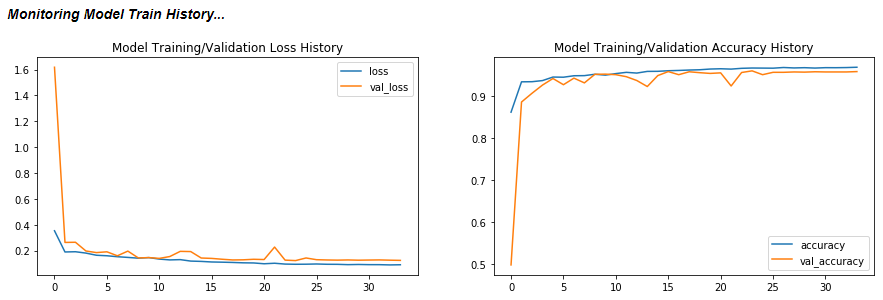 Monitoring Model Train History...
Model Training/Validation Loss History
1.6
1.4
1.2
1.0
0.8
0.6
0.4
0.2
0 5 10 15 20 25 30
loss
val_loss
Model Training/Validation Accuracy History
0.9
0.8
0.7
0.6
0.5
0 5 10 15 20 25 30
accuracy
val_accuracy